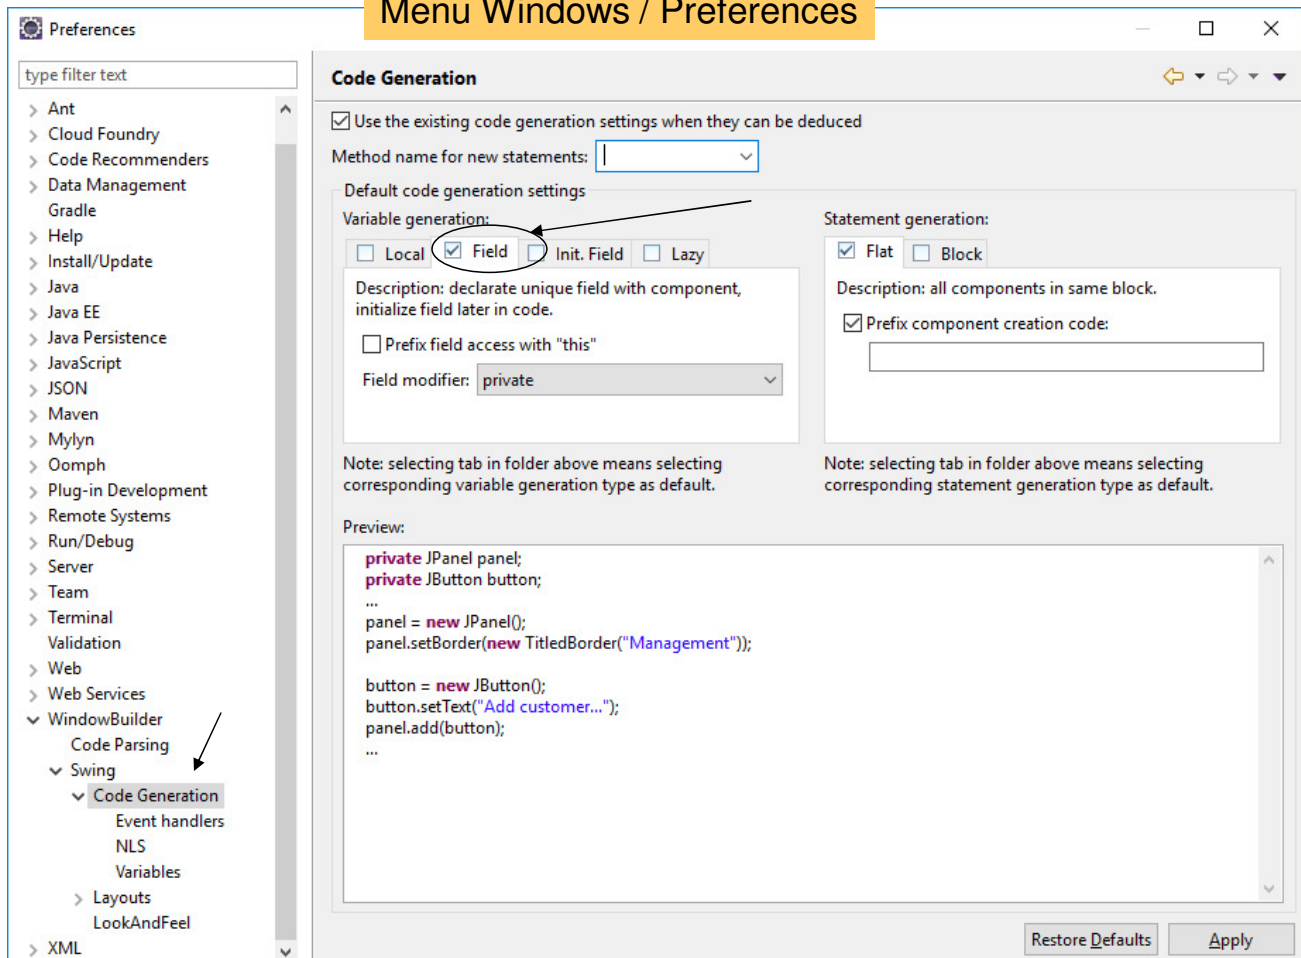 Menu Windows / Preferences
Preferences
type filter text
Ant
Cloud Foundry
Code Recommenders
Data Management
Gradle
Help
Install/Update
Java
Java EE
Java Persistence
JavaScript
JSON
Maven
Mylyn
Oomph
Plug-in Development
Remote Systems
Run/Debug
Server
Team
Terminal
Validation
Web
Web Services
WindowBuilder
Code Parsing
Swing
Code Generation
Event handlers
NLS
Variables
Layouts
LookAndFeel
XML
Code Generation
Use the existing code generation settings when they can be deduced
Method name for new statements:
Default code generation settings
Variable generation:
Local Field Init. Field Lazy
Description: declarate unique field with component,
initialize field later in code.
Prefix field access with "this"
Field modifier: private
Note: selecting tab in folder above means selecting
corresponding variable generation type as default.
Statement generation:
Flat Block
Description: all components in same block.
Prefix component creation code:
Note: selecting tab in folder above means selecting
corresponding statement generation type as default.
Preview:
private JPanel panel;
private JButton button;
...
panel = new JPanel();
panel.setBorder(new TitledBorder("Management"));
button = new JButton();
button.setText("Add customer...");
panel.add(button);
...
Restore Defaults Apply